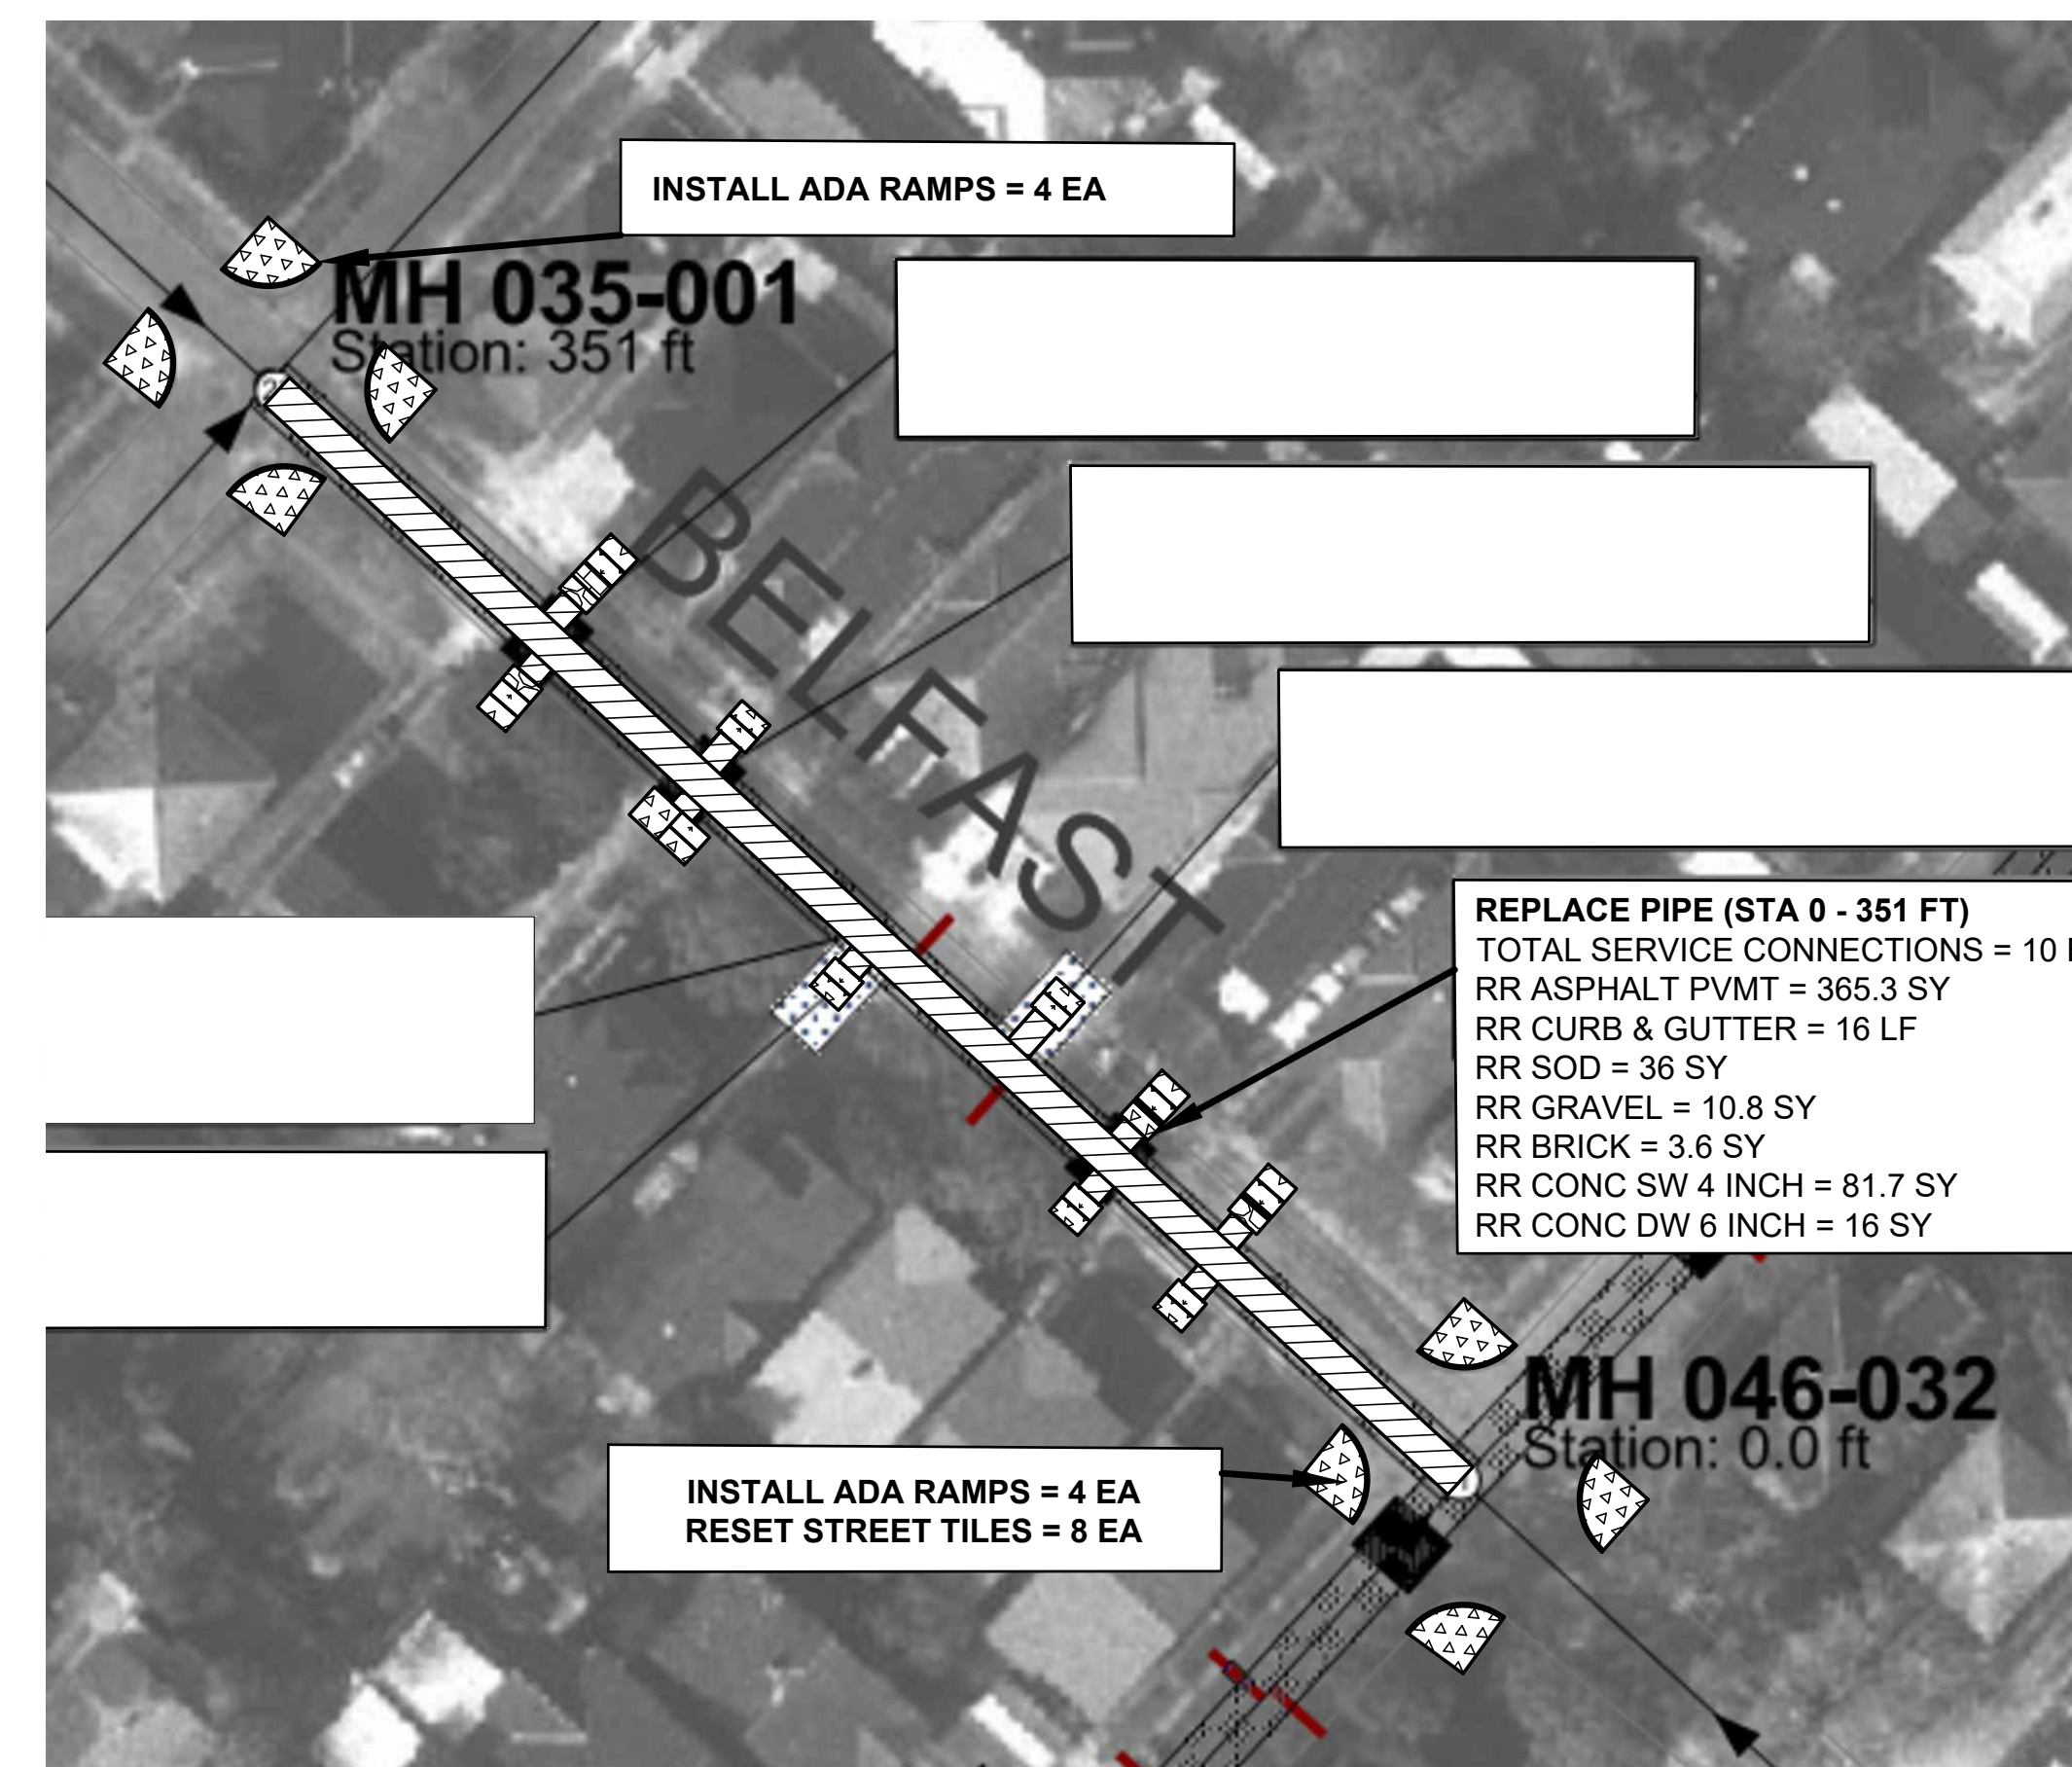 INSTALL ADA RAMPS = 4 EA
MH 035-001
Station: 351 ft
BELFAST
REPLACE PIPE (STA 0 - 351 FT)
TOTAL SERVICE CONNECTIONS = 10
RR ASPHALT PVMT = 365.3 SY
RR CURB & GUTTER = 16 LF
RR SOD = 36 SY
RR GRAVEL = 10.8 SY
RR BRICK = 3.6 SY
RR CONC SW 4 INCH = 81.7 SY
RR CONC DW 6 INCH = 16 SY
MH 046-032
Station: 0.0 ft
INSTALL ADA RAMPS = 4 EA
RESET STREET TILES = 8 EA